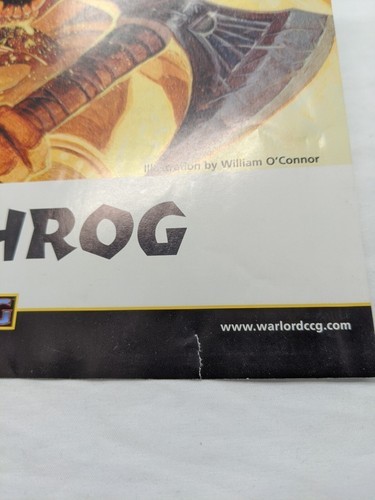 Illustration by William O'Connor
HROG
G
www.warlordccg.com